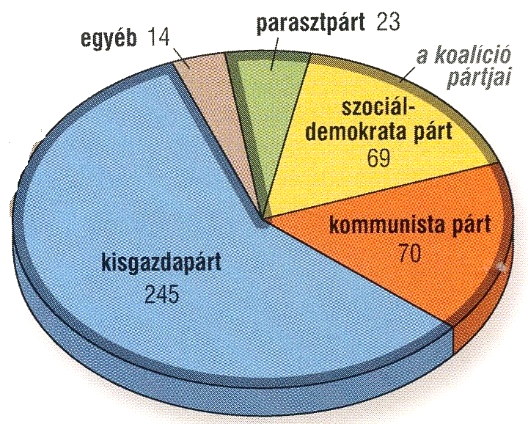 parasztpárt 23
egyéb 14
a koalíció
pártjai
szociál-
demokrata párt
69
kommunista párt
70
kisgazdapárt
245